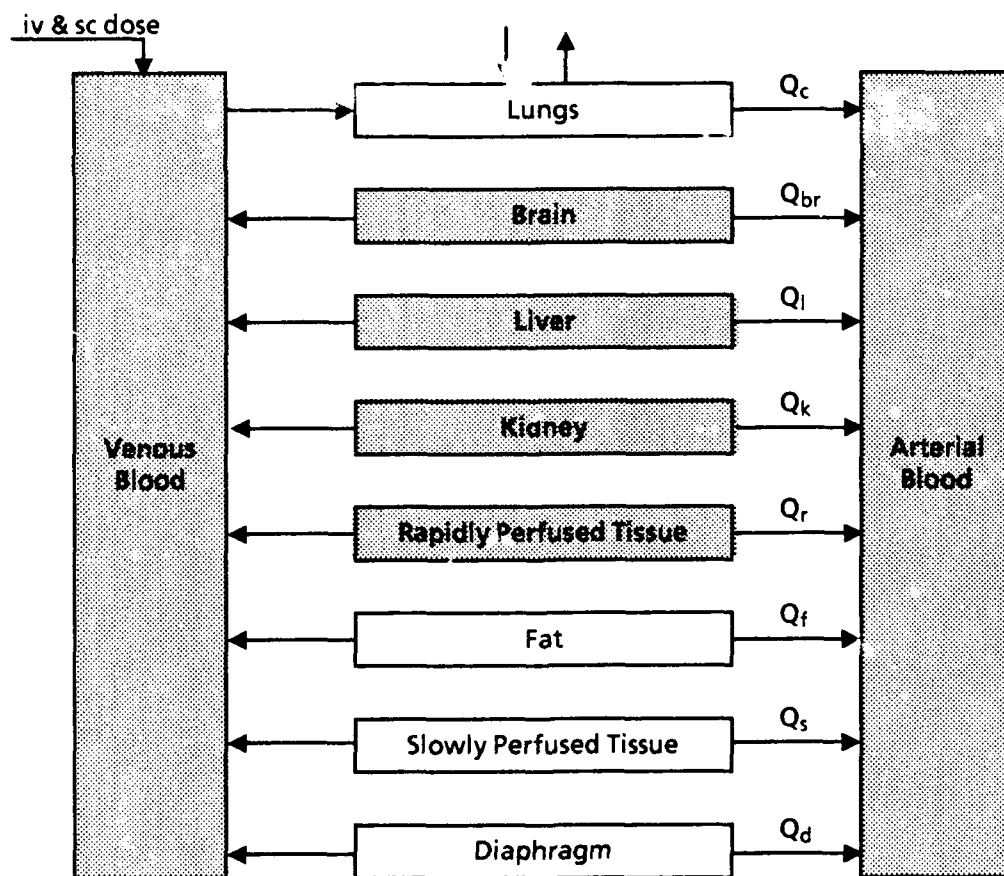 iv & sc dose
Lungs
Qc
Brain
Qbr
Liver
Ql
Kidney
Qk
Venous
Blood
Arterial
Blood
Rapidly Perfused Tissue
Qr
Fat
Qf
Slowly Perfused Tissue
Qs
Diaphragm
Qd